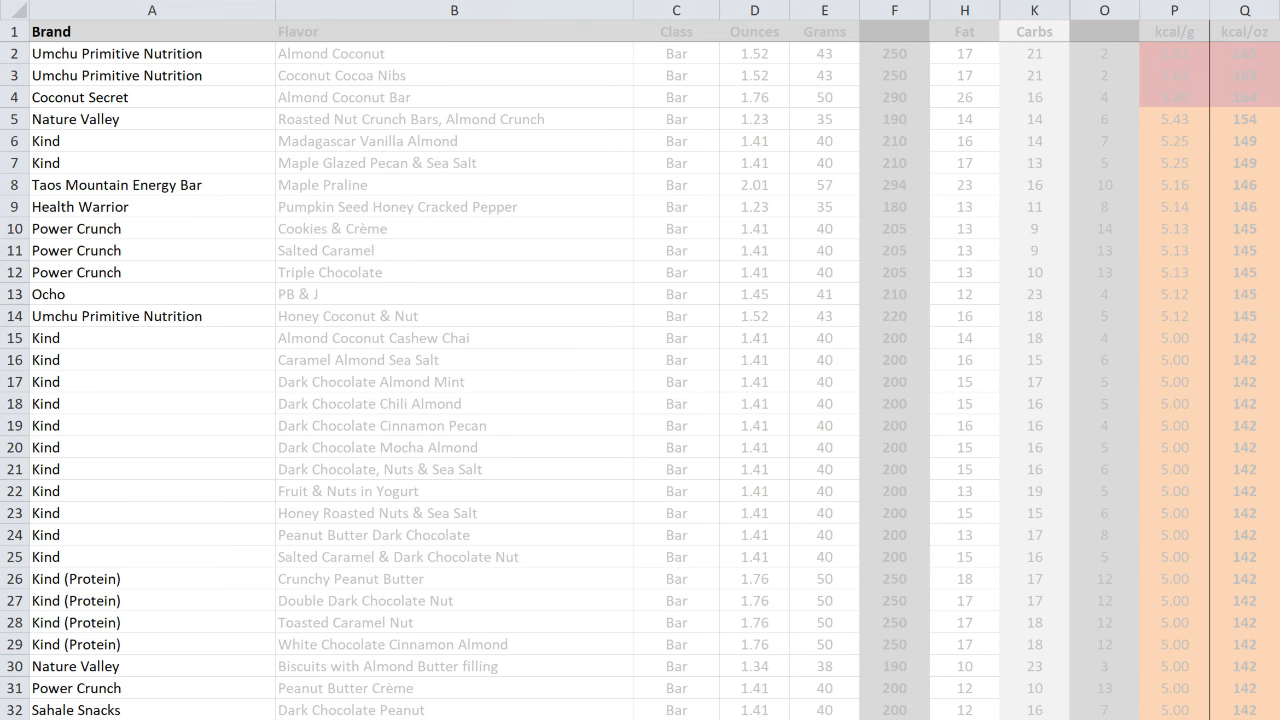 A B C D E F H K O P Q
1 Brand Flavor Class Ounces Grams Fat Carbs kcal/g kcal/oz
2 Umchu Primitive Nutrition Almond Coconut Bar 1.52 43 250 17 21 2 165
3 Umchu Primitive Nutrition Coconut Cocoa Nibs Bar 1.52 43 250 17 21 2 165
4 Coconut Secret Almond Coconut Bar Bar 1.76 50 290 26 16 4 164
5 Nature Valley Roasted Nut Crunch Bars, Almond Crunch Bar 1.23 35 190 14 14 6 5.43 154
6 Kind Madagascar Vanilla Almond Bar 1.41 40 210 16 14 7 5.25 149
7 Kind Maple Glazed Pecan & Sea Salt Bar 1.41 40 210 17 13 5 5.25 149
8 Taos Mountain Energy Bar Maple Praline Bar 2.01 57 294 23 16 10 5.16 146
9 Health Warrior Pumpkin Seed Honey Cracked Pepper Bar 1.23 35 180 13 11 8 5.14 146
10 Power Crunch Cookies & Crème Bar 1.41 40 205 13 9 14 5.13 145
11 Power Crunch Salted Caramel Bar 1.41 40 205 13 9 13 5.13 145
12 Power Crunch Triple Chocolate Bar 1.41 40 205 13 10 13 5.13 145
13 Ocho PB & J Bar 1.45 41 210 12 23 4 5.12 145
14 Umchu Primitive Nutrition Honey Coconut & Nut Bar 1.52 43 220 16 18 5 5.12 145
15 Kind Almond Coconut Cashew Chai Bar 1.41 40 200 14 18 4 5.00 142
16 Kind Caramel Almond Sea Salt Bar 1.41 40 200 16 15 6 5.00 142
17 Kind Dark Chocolate Almond Mint Bar 1.41 40 200 15 17 5 5.00 142
18 Kind Dark Chocolate Chili Almond Bar 1.41 40 200 15 16 5 5.00 142
19 Kind Dark Chocolate Cinnamon Pecan Bar 1.41 40 200 16 16 4 5.00 142
20 Kind Dark Chocolate Mocha Almond Bar 1.41 40 200 15 16 5 5.00 142
21 Kind Dark Chocolate, Nuts & Sea Salt Bar 1.41 40 200 15 16 6 5.00 142
22 Kind Fruit & Nuts in Yogurt Bar 1.41 40 200 13 19 5 5.00 142
23 Kind Honey Roasted Nuts & Sea Salt Bar 1.41 40 200 15 15 6 5.00 142
24 Kind Peanut Butter Dark Chocolate Bar 1.41 40 200 13 17 8 5.00 142
25 Kind Salted Caramel & Dark Chocolate Nut Bar 1.41 40 200 15 16 5 5.00 142
26 Kind (Protein) Crunchy Peanut Butter Bar 1.76 50 250 18 17 12 5.00 142
27 Kind (Protein) Double Dark Chocolate Nut Bar 1.76 50 250 17 17 12 5.00 142
28 Kind (Protein) Toasted Caramel Nut Bar 1.76 50 250 17 18 12 5.00 142
29 Kind (Protein) White Chocolate Cinnamon Almond Bar 1.76 50 250 17 18 12 5.00 142
30 Nature Valley Biscuits with Almond Butter filling Bar 1.34 38 190 10 23 3 5.00 142
31 Power Crunch Peanut Butter Crème Bar 1.41 40 200 12 10 13 5.00 142
32 Sahale Snacks Dark Chocolate Peanut Bar 1.41 40 200 12 16 7 5.00 142